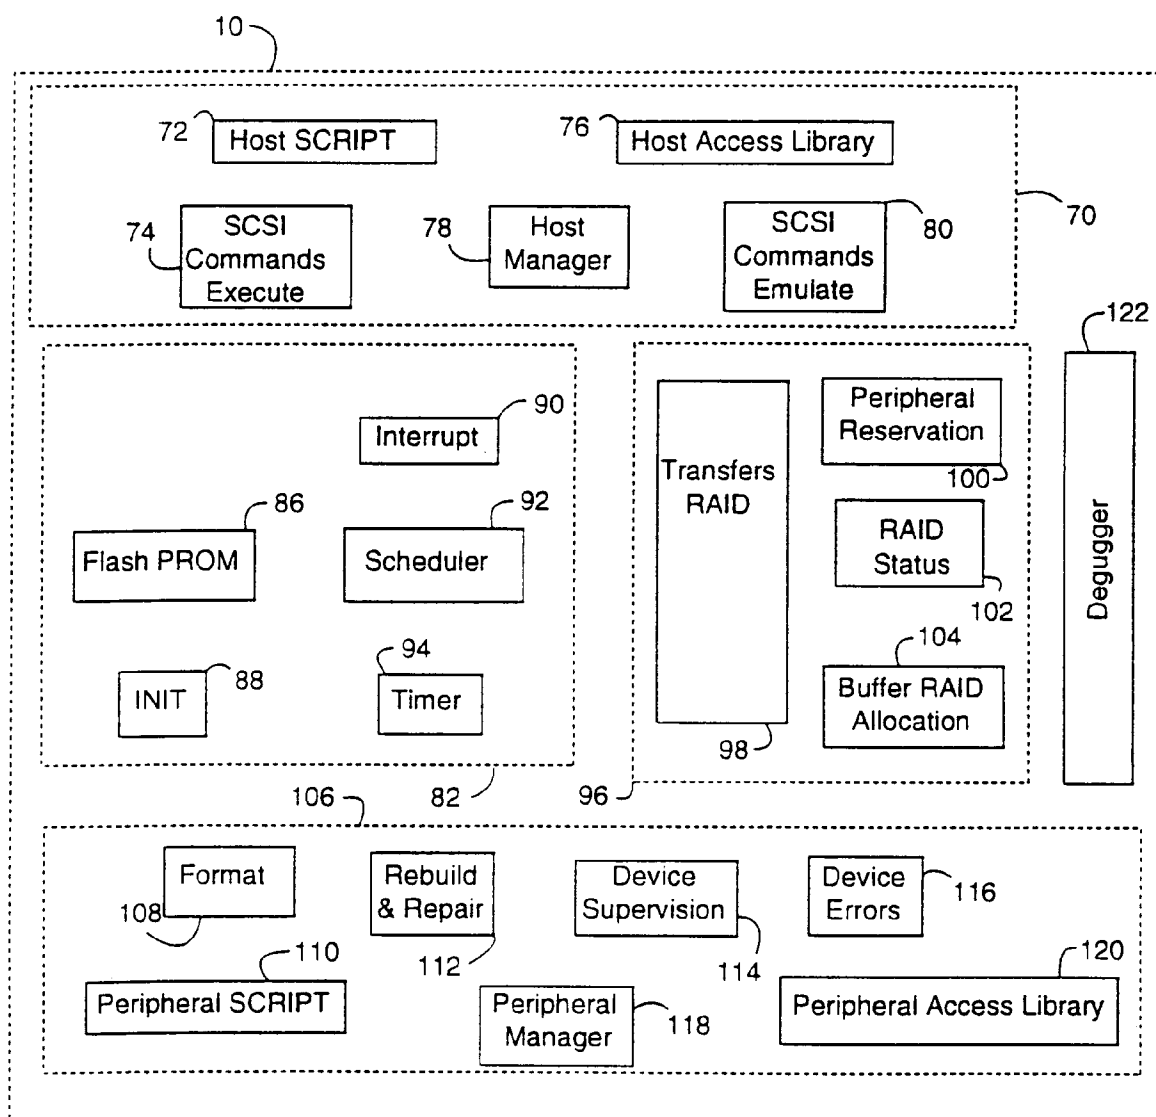 10
72
Host SCRIPT
76
Host Access Library
74
SCSI
Commands
Execute
78
Host
Manager
SCSI
Commands
Emulate
80
70
122
Degugger
Interrupt
90
86
Flash PROM
92
Scheduler
INIT
88
94
Timer
82
Transfers
RAID
98
Peripheral
Reservation
100
RAID
Status
102
104
Buffer RAID
Allocation
96
106
Format
108
Rebuild
& Repair
112
Device
Supervision
114
Device
Errors
116
110
Peripheral SCRIPT
Peripheral
Manager
118
120
Peripheral Access Library